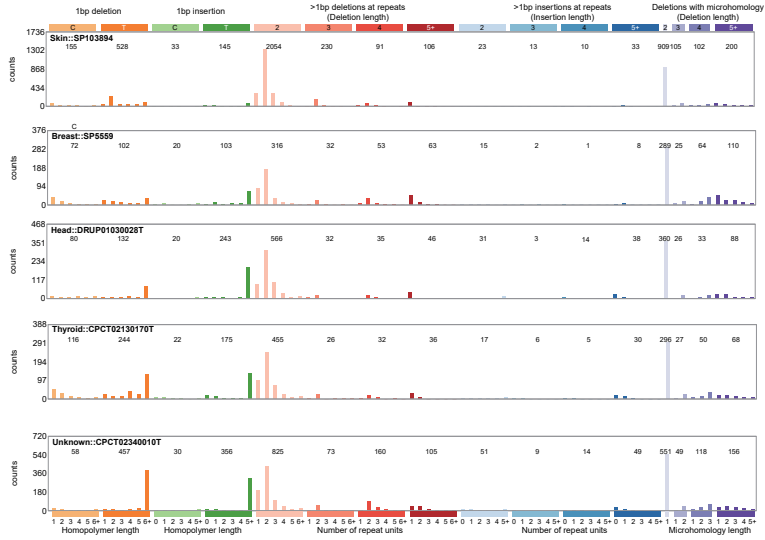 1bp deletion 1bp insertion >1bp deletions at repeats >1bp insertions at repeats Deletions with microhomology
(Deletion length) (Insertion length) (Deletion length)
C T C T 2 3 4 5+ 2 3 4 5+ 2 3 4 5+
1736
Skin::SP103894
155 528 33 145 2054 230 91 106 23 13 10 33 909 105 102 200
1302
868
434
0
counts
C
376
Breast::SP5559
72 102 20 103 316 32 53 63 15 2 1 8 289 25 64 110
282
188
94
0
counts
468
Head::DRUP01030028T
80 132 20 243 566 32 35 46 31 3 14 38 360 26 33 88
351
234
117
0
counts
388
Thyroid::CPCT02130170T
116 244 22 175 455 26 32 36 17 6 5 30 296 27 50 68
291
194
97
0
counts
720
Unknown::CPCT02340010T
58 457 30 356 825 73 160 105 51 9 14 49 551 49 118 156
540
360
180
0
counts
1 2 3 4 5 6+ 1 2 3 4 5 6+ 0 1 2 3 4 5+ 0 1 2 3 4 5+ 1 2 3 4 5 6+ 1 2 3 4 5 6+ 1 2 3 4 5 6+ 1 2 3 4 5 6+ 0 1 2 3 4 5+ 0 1 2 3 4 5+ 0 1 2 3 4 5+ 0 1 2 3 4 5+ 1 1 2 1 2 3 1 2 3 4 5+
Homopolymer length Homopolymer length Number of repeat units Number of repeat units Microhomology length